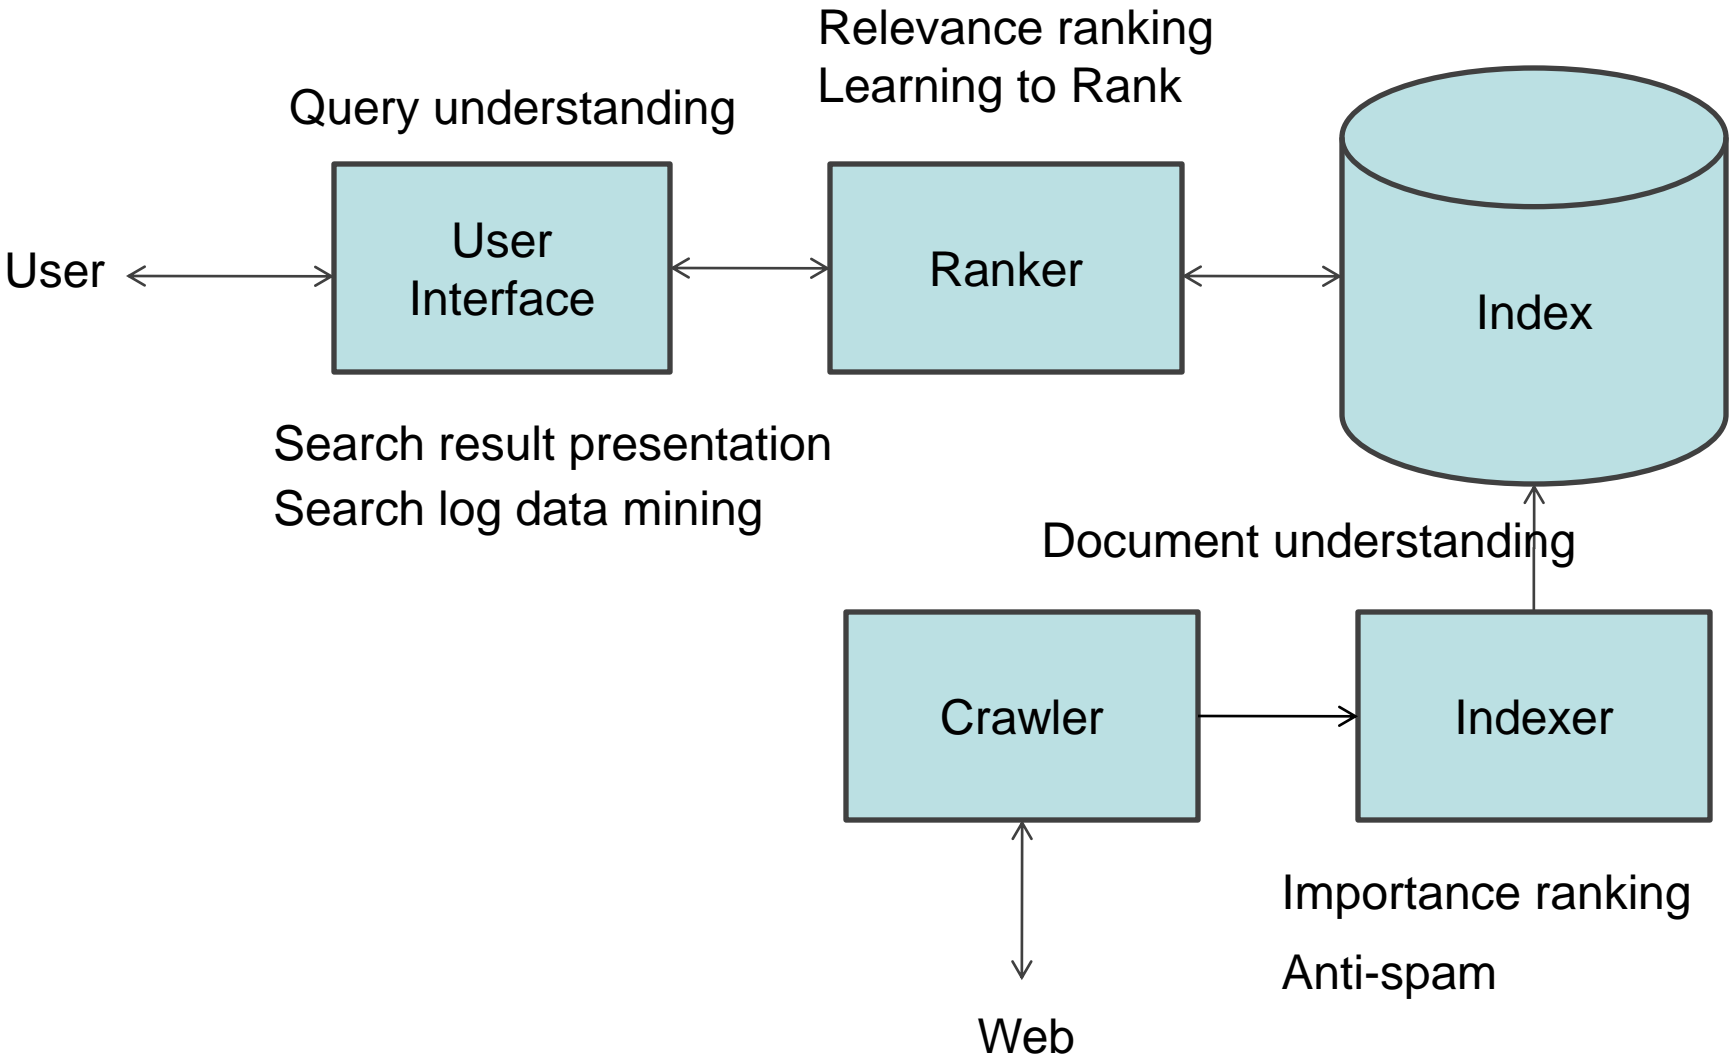 Relevance ranking
Learning to Rank
Query understanding
User
User
Interface
Ranker
Index
Search result presentation
Search log data mining
Document understanding
Crawler
Indexer
Importance ranking
Anti-spam
Web